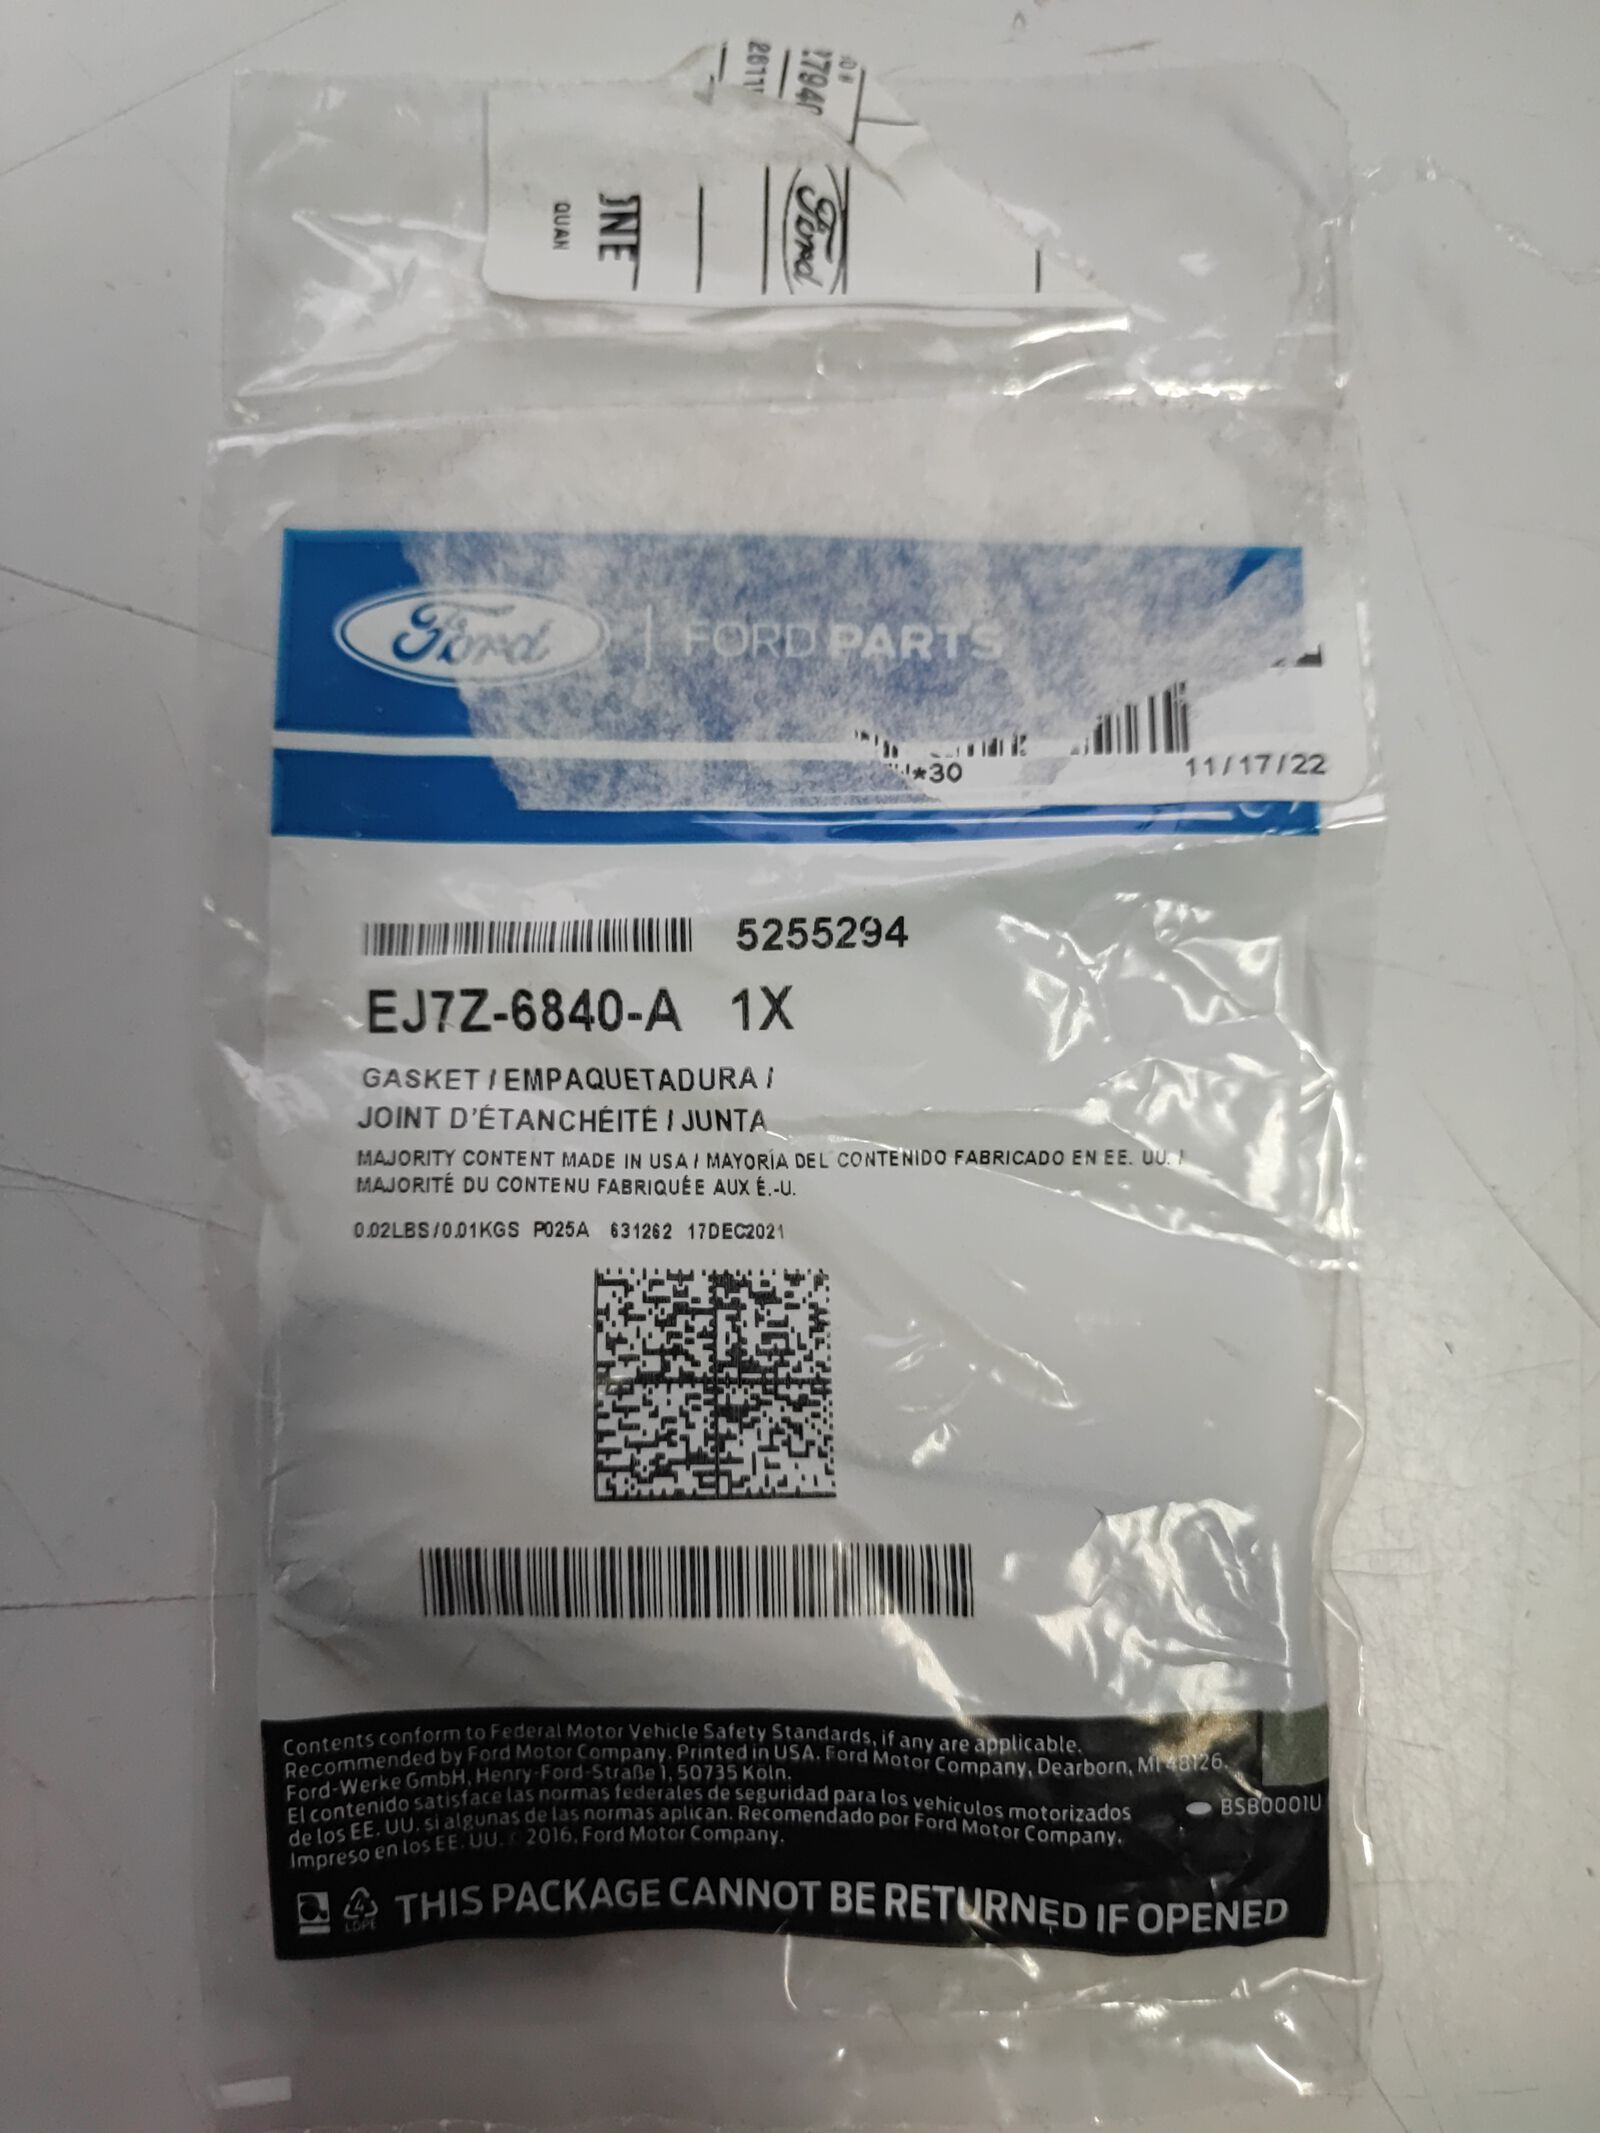 QUAN
Ford
Ford
FORD PARTS
*30
11/17/22
5255294
EJ7Z-6840-A 1X
GASKET / EMPAQUETADURA /
JOINT D'ÉTANCHÉITÉ / JUNTA
MAJORITY CONTENT MADE IN USA / MAYORÍA DEL CONTENIDO FABRICADO EN EE. UU. /
MAJORITÉ DU CONTENU FABRIQUÉE AUX É.-U.
0.02LBS/0.01KGS P025A 631262 17DEC2021
Contents conform to Federal Motor Vehicle Safety Standards, if any are applicable.
Recommended by Ford Motor Company. Printed in USA. Ford Motor Company, Dearborn, MI 48126.
Ford-Werke GmbH, Henry-Ford-Straße 1, 50735 Köln.
El contenido satisface las normas federales de seguridad para los vehículos motorizados
de los EE. UU. si algunas de las normas aplican. Recomendado por Ford Motor Company.
Impreso en los EE. UU. © 2016, Ford Motor Company.
BSB0001U
4
LDPE
THIS PACKAGE CANNOT BE RETURNED IF OPENED